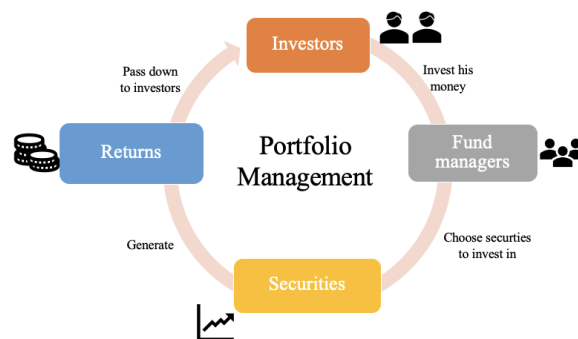 Investors
Invest his
money
Fund
managers
Choose securties
to invest in
Securities
Generate
Returns
Pass down
to investors
Portfolio
Management